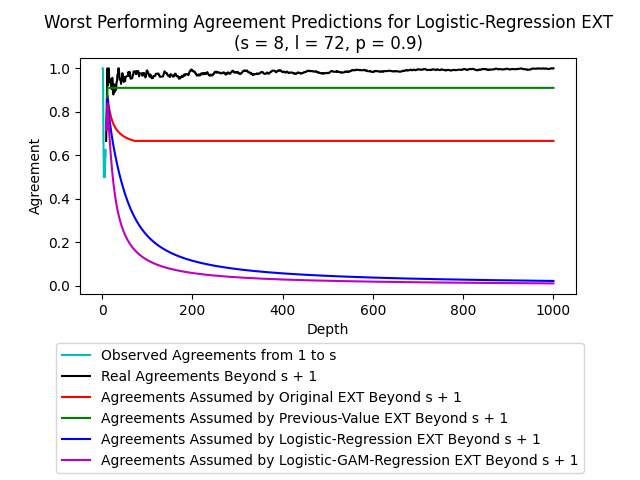 Worst Performing Agreement Predictions for Logistic-Regression EXT
(s = 8, l = 72, p = 0.9)
1.0
0.8
0.6
0.4
0.2
0.0
Agreement
0 200 400 600 800 1000
Depth
Observed Agreements from 1 to s
Real Agreements Beyond s + 1
Agreements Assumed by Original EXT Beyond s + 1
Agreements Assumed by Previous-Value EXT Beyond s + 1
Agreements Assumed by Logistic-Regression EXT Beyond s + 1
Agreements Assumed by Logistic-GAM-Regression EXT Beyond s + 1